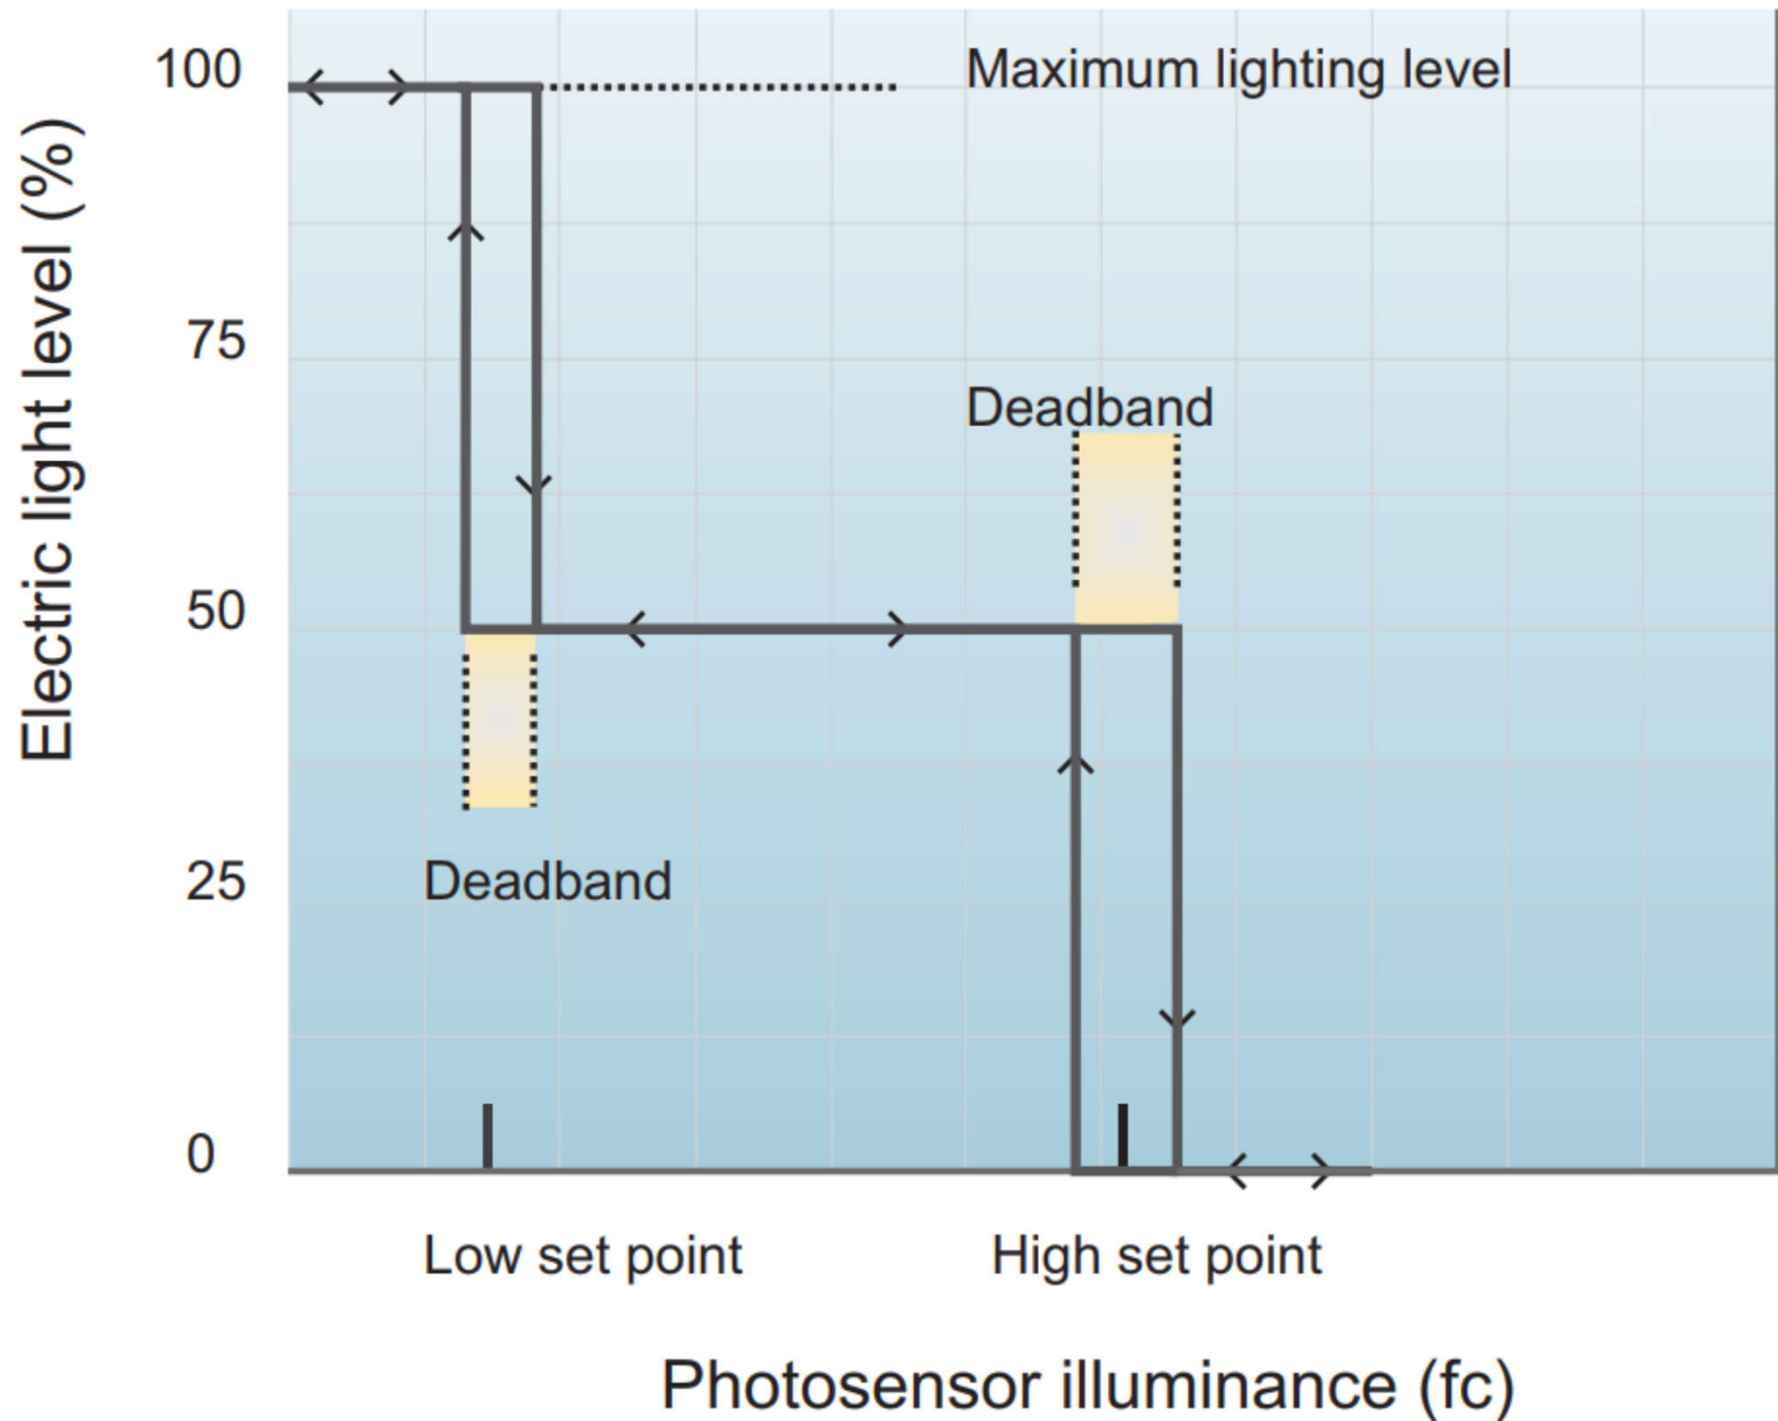 Electric light level (%)
100
Maximum lighting level
75
Deadband
50
25
Deadband
0
Low set point
High set point
Photosensor illuminance (fc)